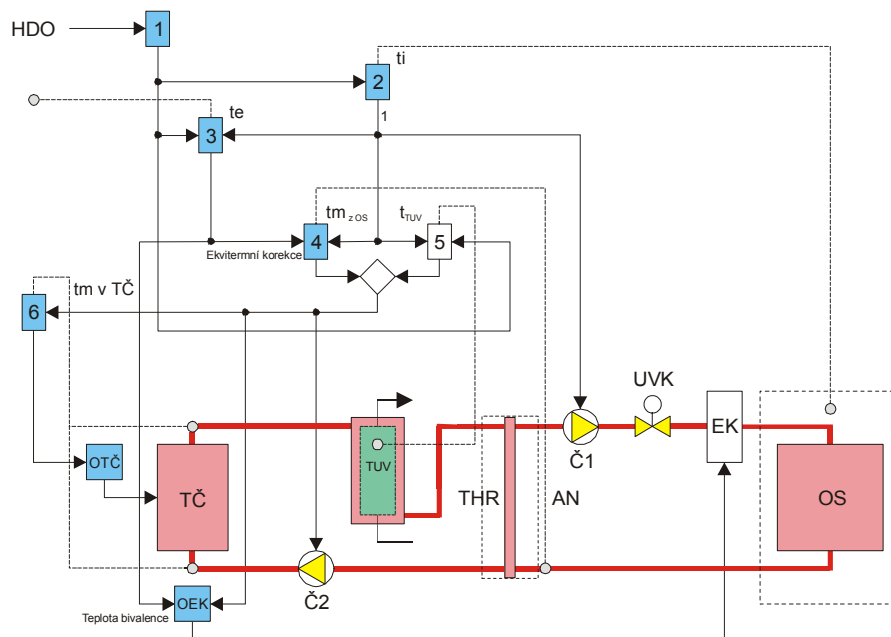 HDO
1
ti
2
1
te
3
tm z OS
tTUV
4
5
Ekvitermní korekce
tm v TČ
6
UVK
EK
OTČ
TUV
Č1
TČ
THR
AN
OS
Č2
OEK
Teplota bivalence